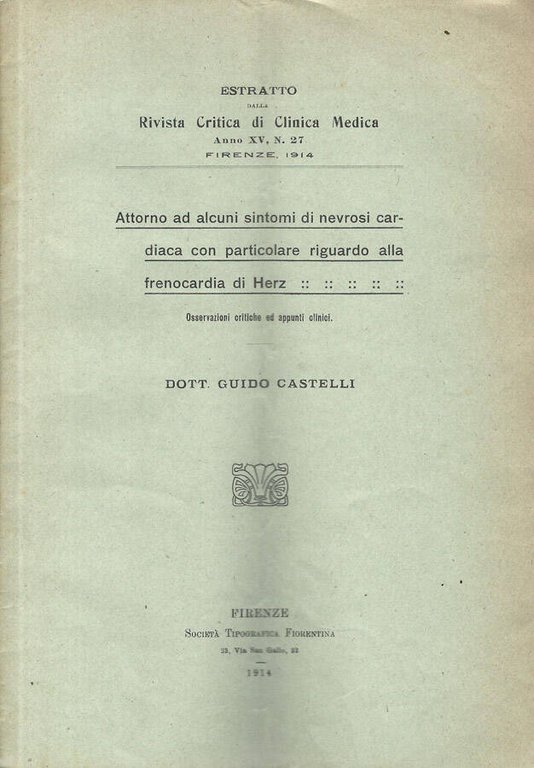 ESTRATTO
DALLA
Rivista Critica di Clinica Medica
Anno XV, N. 27
FIRENZE, 1914
Attorno ad alcuni sintomi di nevrosi car-
diaca con particolare riguardo alla
frenocardia di Herz :: :: :: :: ::
Osservazioni critiche ed appunti clinici.
DOTT. GUIDO CASTELLI
FIRENZE
SOCIETÀ TIPOGRAFICA FIORENTINA
33, Via San Gallo, 33
1914